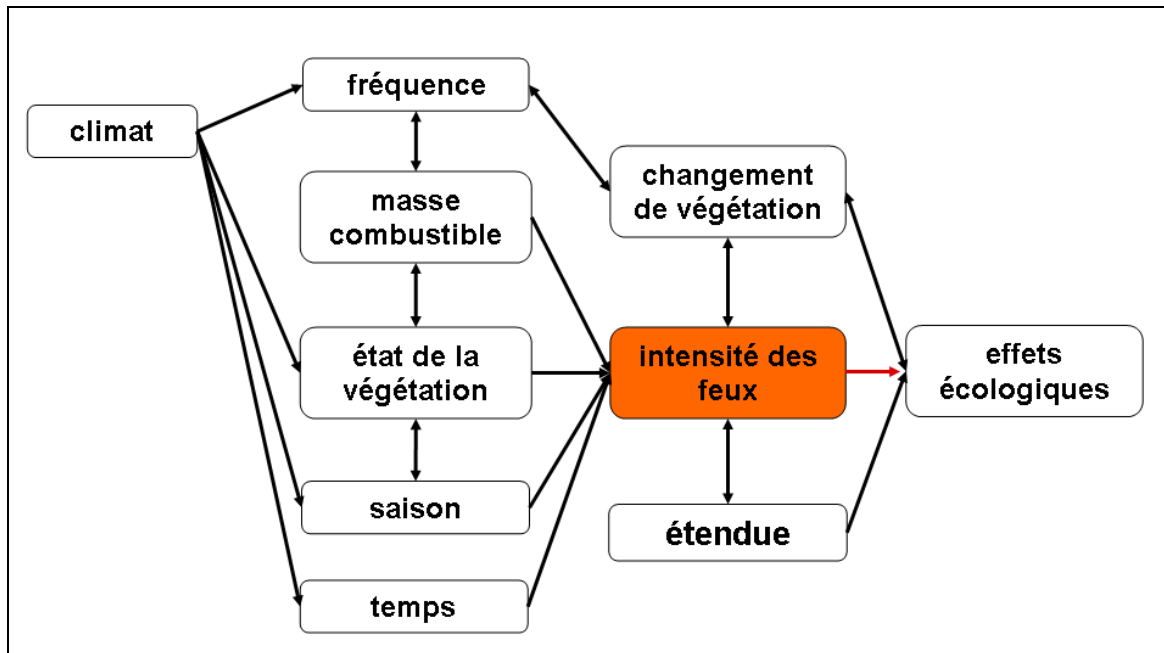 climat
fréquence
masse
combustible
état de la
végétation
saison
temps
changement
de végétation
intensité des
feux
étendue
effets
écologiques